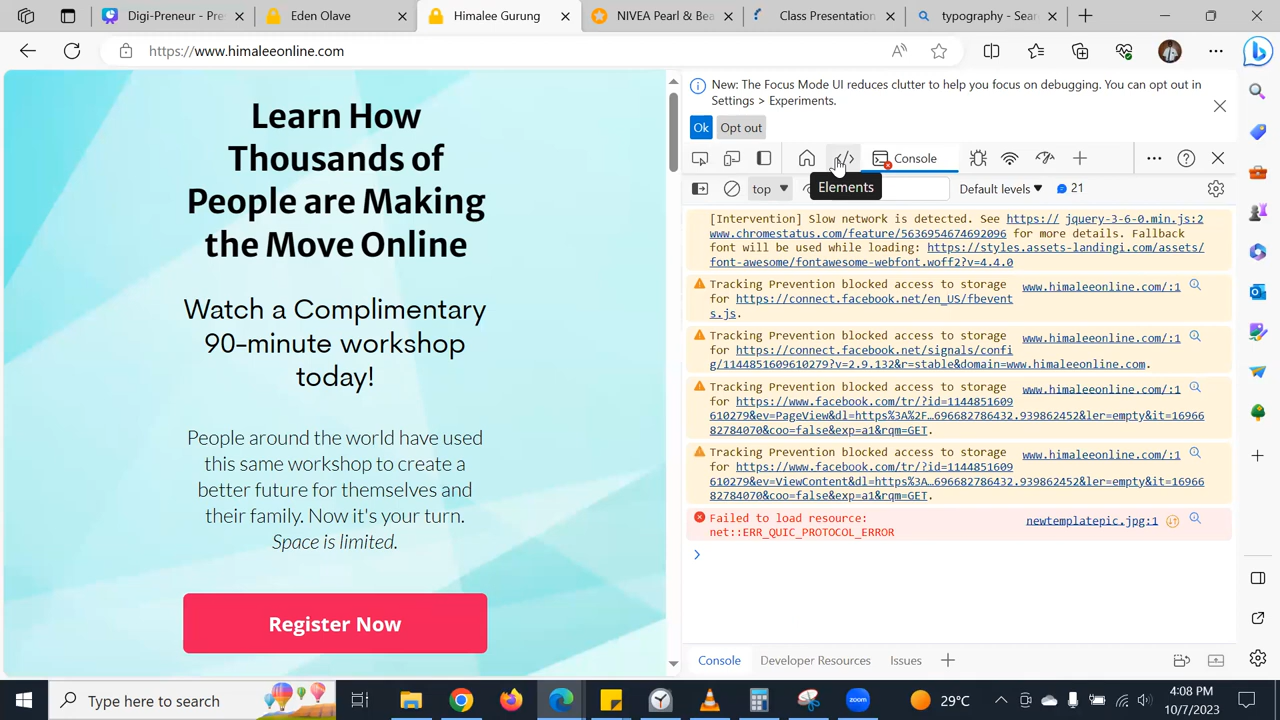 Digi-Preneur - Pre
Eden Olave
Himalee Gurung
NIVEA Pearl & Bea
Class Presentation
typography - Sear
https://www.himaleeonline.com
Learn How
Thousands of
People are Making
the Move Online
Watch a Complimentary
90-minute workshop
today!
People around the world have used
this same workshop to create a
better future for themselves and
their family. Now it's your turn.
Space is limited.
Register Now
New: The Focus Mode UI reduces clutter to help you focus on debugging. You can opt out in
Settings > Experiments.
Ok
Opt out
Console
Elements
top
Default levels
21
[Intervention] Slow network is detected. See https:// jquery-3-6-0.min.js:2
www.chromestatus.com/feature/5636954674692096 for more details. Fallback
font will be used while loading: https://styles.assets-landingi.com/assets/
font-awesome/fontawesome-webfont.woff2?v=4.4.0
Tracking Prevention blocked access to storage www.himaleeonline.com/:1
for https://connect.facebook.net/en_US/fbevent
s.js.
Tracking Prevention blocked access to storage www.himaleeonline.com/:1
for https://connect.facebook.net/signals/confi
g/1144851609610279?v=2.9.132&r=stable&domain=www.himaleeonline.com.
Tracking Prevention blocked access to storage www.himaleeonline.com/:1
for https://www.facebook.com/tr/?id=1144851609
610279&ev=PageView&dl=https%3A%2F…696682786432.939862452&ler=empty&it=16966
82784070&coo=false&exp=a1&rqm=GET.
Tracking Prevention blocked access to storage www.himaleeonline.com/:1
for https://www.facebook.com/tr/?id=1144851609
610279&ev=ViewContent&dl=https%3A…696682786432.939862452&ler=empty&it=16966
82784070&coo=false&exp=a1&rqm=GET.
Failed to load resource: newtemplatepic.jpg:1
net::ERR_QUIC_PROTOCOL_ERROR
Console
Developer Resources
Issues
Type here to search
zoom
29°C
4:08 PM
10/7/2023